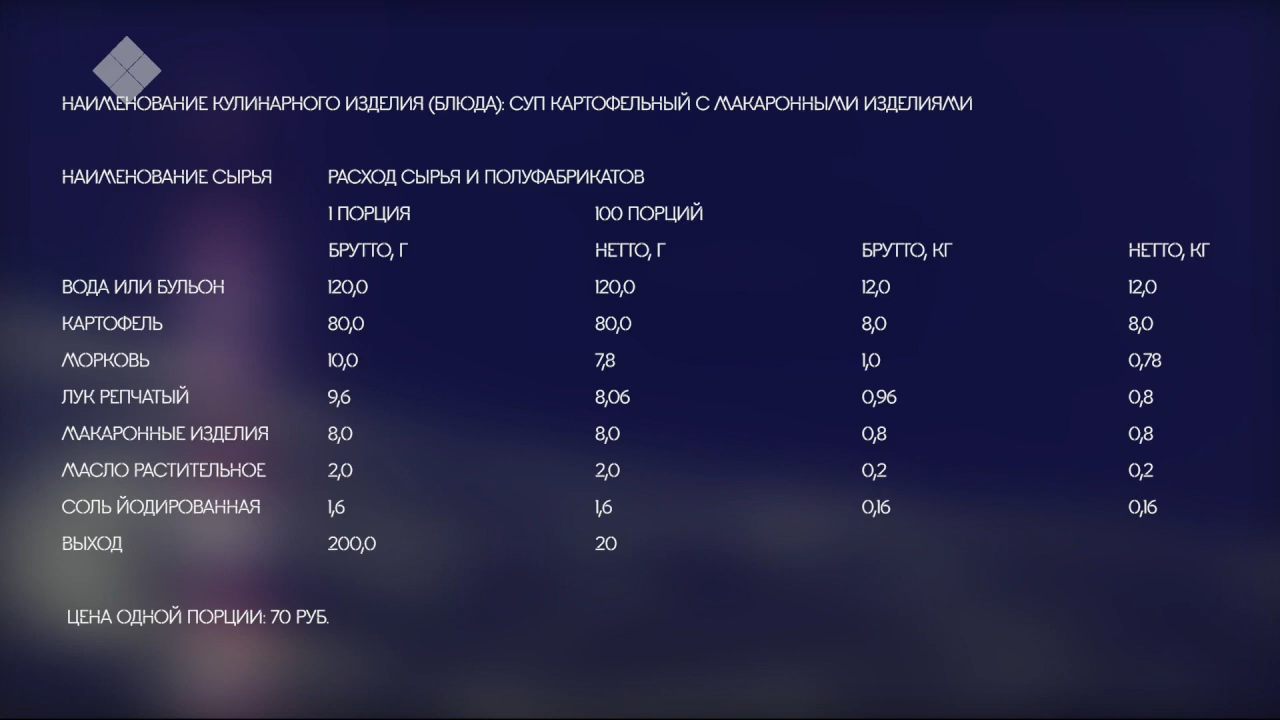 НАИМЕНОВАНИЕ КУЛИНАРНОГО ИЗДЕЛИЯ (БЛЮДА): СУП КАРТОФЕЛЬНЫЙ С МАКАРОННЫМИ ИЗДЕЛИЯМИ
НАИМЕНОВАНИЕ СЫРЬЯ РАСХОД СЫРЬЯ И ПОЛУФАБРИКАТОВ
1 ПОРЦИЯ 100 ПОРЦИЙ
БРУТТО, Г НЕТТО, Г БРУТТО, КГ НЕТТО, КГ
ВОДА ИЛИ БУЛЬОН 120,0 120,0 12,0 12,0
КАРТОФЕЛЬ 80,0 80,0 8,0 8,0
МОРКОВЬ 10,0 7,8 1,0 0,78
ЛУК РЕПЧАТЫЙ 9,6 8,06 0,96 0,8
МАКАРОННЫЕ ИЗДЕЛИЯ 8,0 8,0 0,8 0,8
МАСЛО РАСТИТЕЛЬНОЕ 2,0 2,0 0,2 0,2
СОЛЬ ЙОДИРОВАННАЯ 1,6 1,6 0,16 0,16
ВЫХОД 200,0 20
ЦЕНА ОДНОЙ ПОРЦИИ: 70 РУБ.